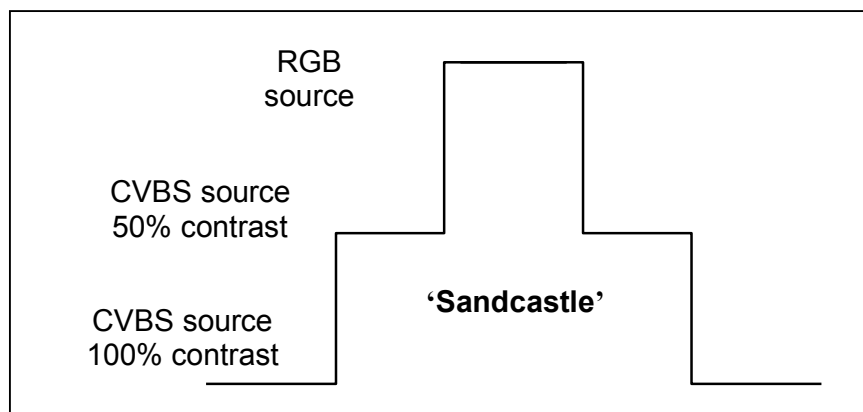 RGB
source
CVBS source
50% contrast
‘Sandcastle’
CVBS source
100% contrast